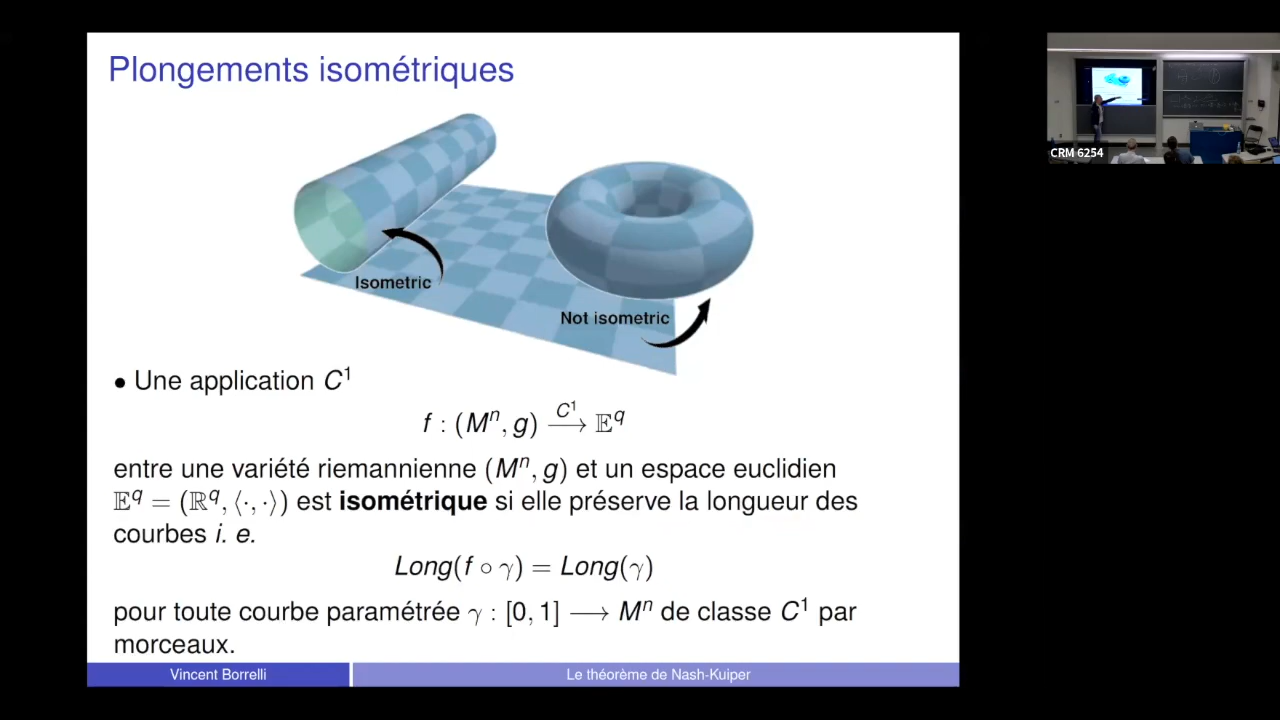 Plongements isométriques
Isometric
Not isometric
• Une application C¹
f : (Mⁿ, g) —C¹→ 𝔼^q
entre une variété riemannienne (Mⁿ, g) et un espace euclidien
𝔼^q = (ℝ^q, ⟨·, ·⟩) est isométrique si elle préserve la longueur des
courbes i. e.
Long(f ∘ γ) = Long(γ)
pour toute courbe paramétrée γ : [0, 1] ⟶ Mⁿ de classe C¹ par
morceaux.
Vincent Borrelli
Le théorème de Nash-Kuiper
CRM 6254